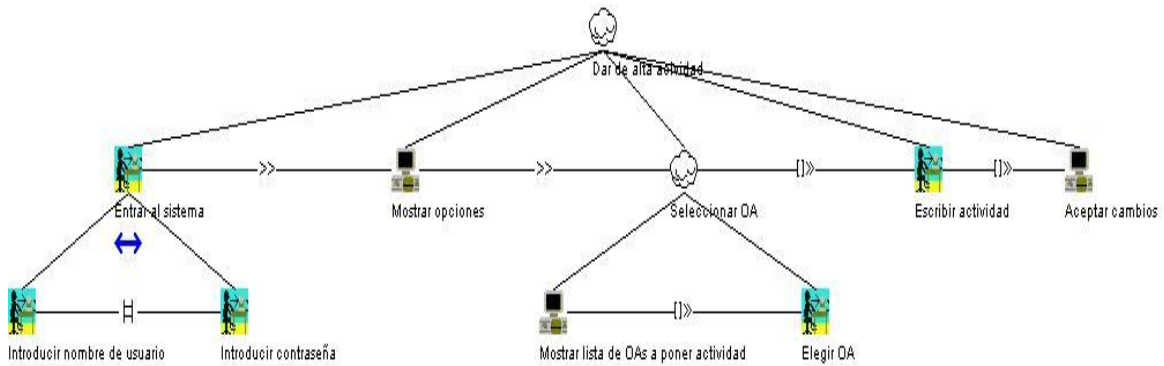 Dar de alta actividad
>> >> []>> []>>
Entrar al sistema Mostrar opciones Seleccionar OA Escribir actividad Aceptar cambios
[]>>
Introducir nombre de usuario Introducir contraseña Mostrar lista de OAs a poner actividad Elegir OA